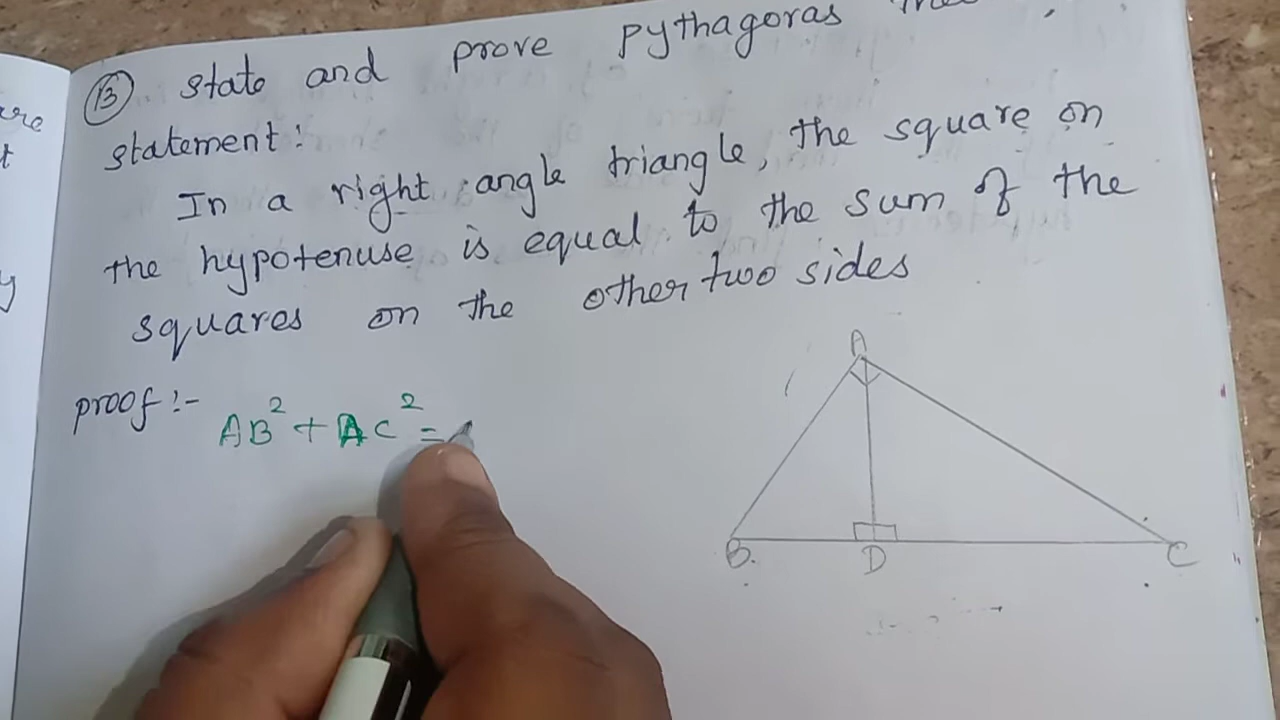 13 state and prove pythagoras
statement:
In a right angle triangle, the square on
the hypotenuse is equal to the sum of the
squares on the other two sides
proof :- AB² + AC² =
A
B. D C
are
t
y